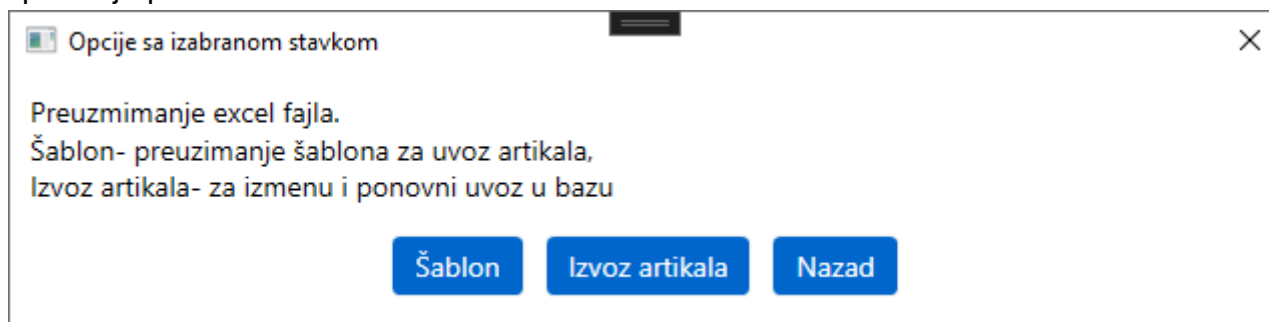 Opcije sa izabranom stavkom
Preuzmimanje excel fajla.
Šablon- preuzimanje šablona za uvoz artikala,
Izvoz artikala- za izmenu i ponovni uvoz u bazu
Šablon Izvoz artikala Nazad